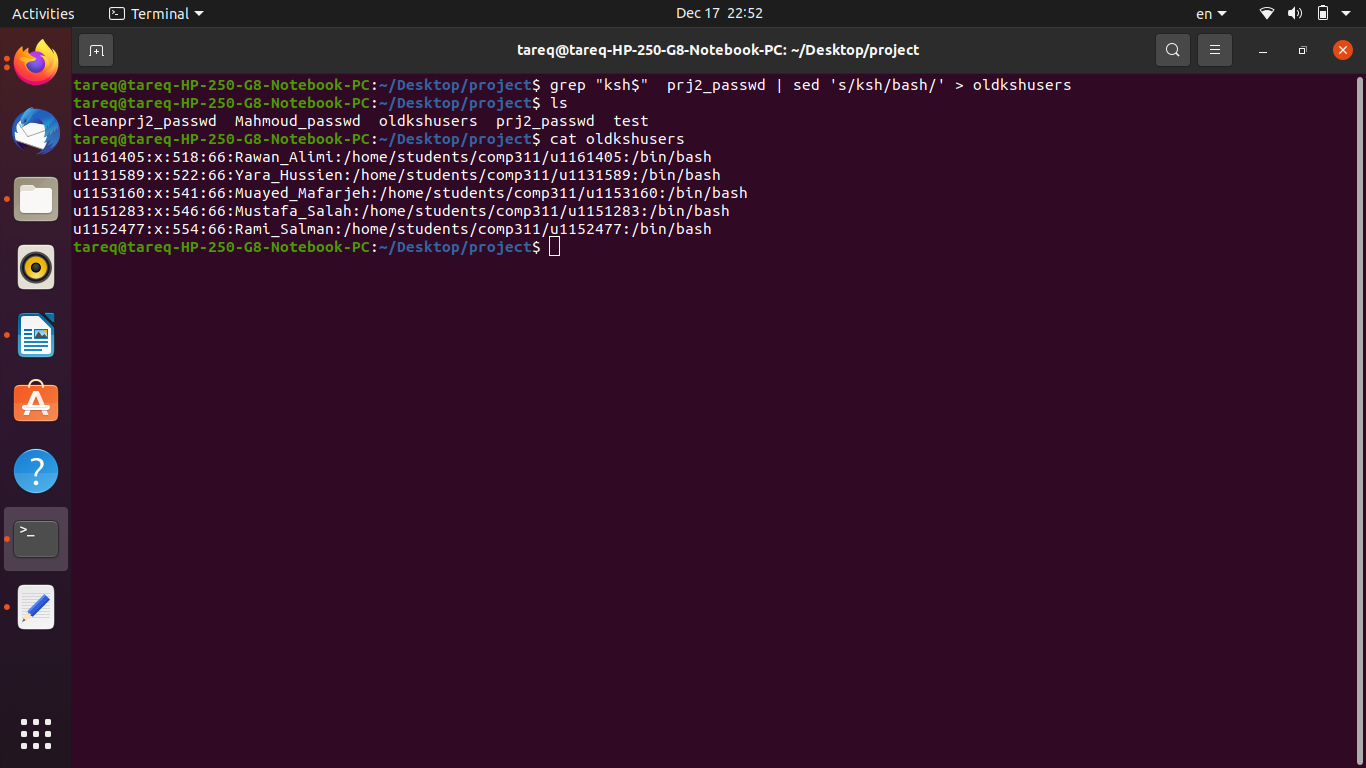 Activities
Terminal
Dec 17 22:52
en
tareq@tareq-HP-250-G8-Notebook-PC: ~/Desktop/project
tareq@tareq-HP-250-G8-Notebook-PC:~/Desktop/project$ grep "ksh$"  prj2_passwd | sed 's/ksh/bash/' > oldkshusers
tareq@tareq-HP-250-G8-Notebook-PC:~/Desktop/project$ ls
cleanprj2_passwd  Mahmoud_passwd  oldkshusers  prj2_passwd  test
tareq@tareq-HP-250-G8-Notebook-PC:~/Desktop/project$ cat oldkshusers
u1161405:x:518:66:Rawan_Alimi:/home/students/comp311/u1161405:/bin/bash
u1131589:x:522:66:Yara_Hussien:/home/students/comp311/u1131589:/bin/bash
u1153160:x:541:66:Muayed_Mafarjeh:/home/students/comp311/u1153160:/bin/bash
u1151283:x:546:66:Mustafa_Salah:/home/students/comp311/u1151283:/bin/bash
u1152477:x:554:66:Rami_Salman:/home/students/comp311/u1152477:/bin/bash
tareq@tareq-HP-250-G8-Notebook-PC:~/Desktop/project$